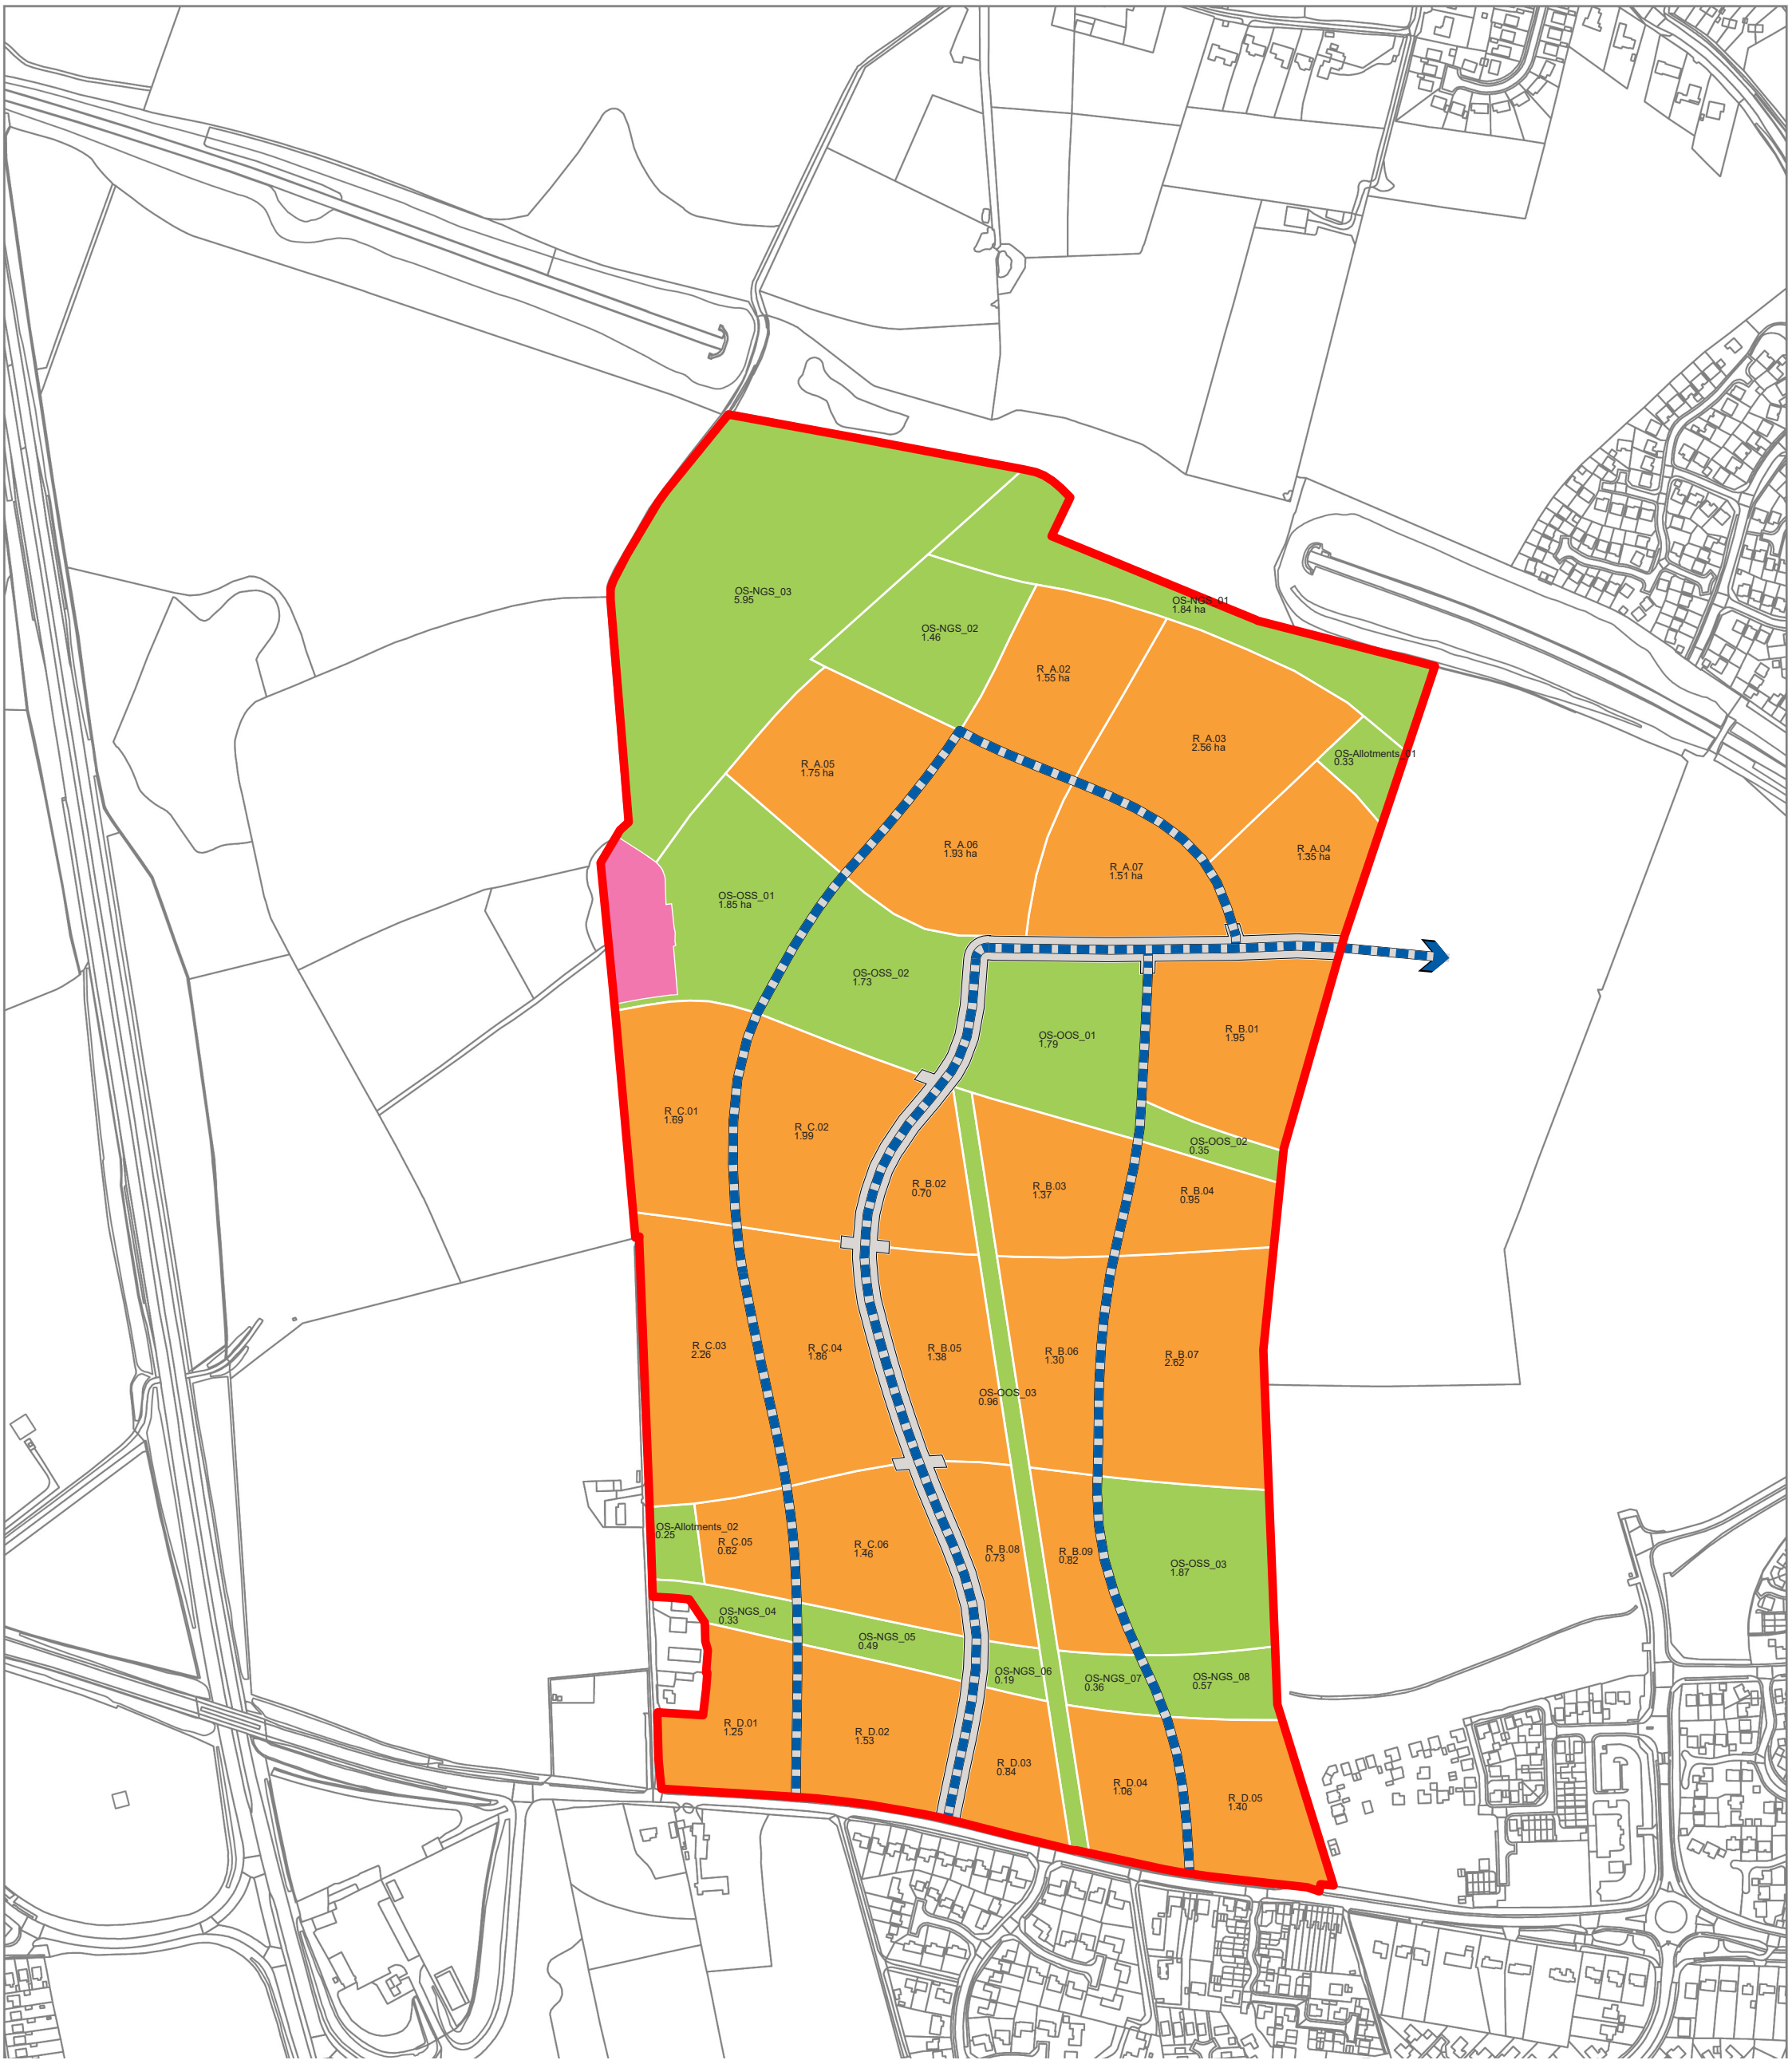 OS-NGS_03
5.95
OS-NGS_01
1.84 ha
OS-NGS_02
1.46
R_A.02
1.55 ha
R_A.03
2.56 ha
OS-Allotments_01
0.33
R_A.05
1.75 ha
R_A.06
1.93 ha
R_A.04
1.35 ha
R_A.07
1.51 ha
OS-OSS_01
1.85 ha
OS-OSS_02
1.73
R_B.01
1.95
OS-OOS_01
1.79
R_C.01
1.69
R_C.02
1.99
OS-OOS_02
0.35
R_B.02
0.70
R_B.03
1.37
R_B.04
0.95
R_C.03
2.26
R_C.04
1.86
R_B.05
1.38
R_B.06
1.30
R_B.07
2.62
OS-OOS_03
0.96
OS-Allotments_02
0.25
R_C.05
0.62
R_C.06
1.46
R_B.08
0.73
R_B.09
0.82
OS-OSS_03
1.87
OS-NGS_04
0.33
OS-NGS_05
0.49
OS-NGS_06
0.19
OS-NGS_07
0.36
OS-NGS_08
0.57
R_D.01
1.25
R_D.02
1.53
R_D.03
0.84
R_D.04
1.06
R_D.05
1.40